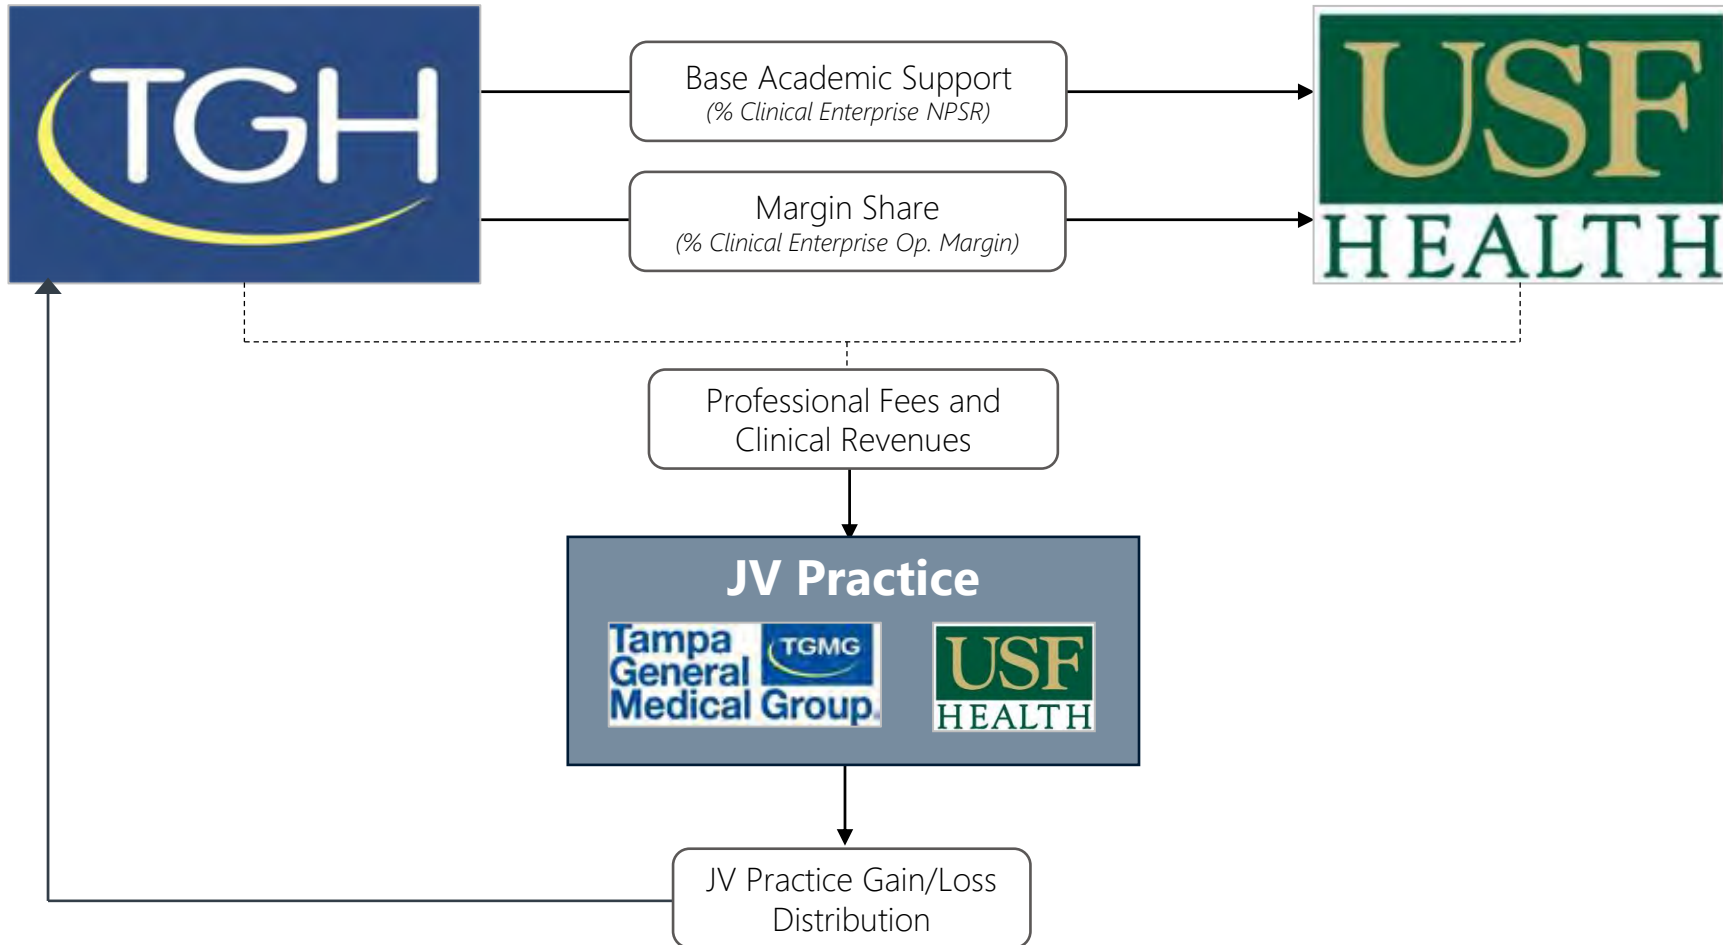 TGH
Base Academic Support
(% Clinical Enterprise NPSR)
Margin Share
(% Clinical Enterprise Op. Margin)
USF
HEALTH
Professional Fees and
Clinical Revenues
JV Practice
Tampa
General
Medical Group
TGMG
USF
HEALTH
JV Practice Gain/Loss
Distribution